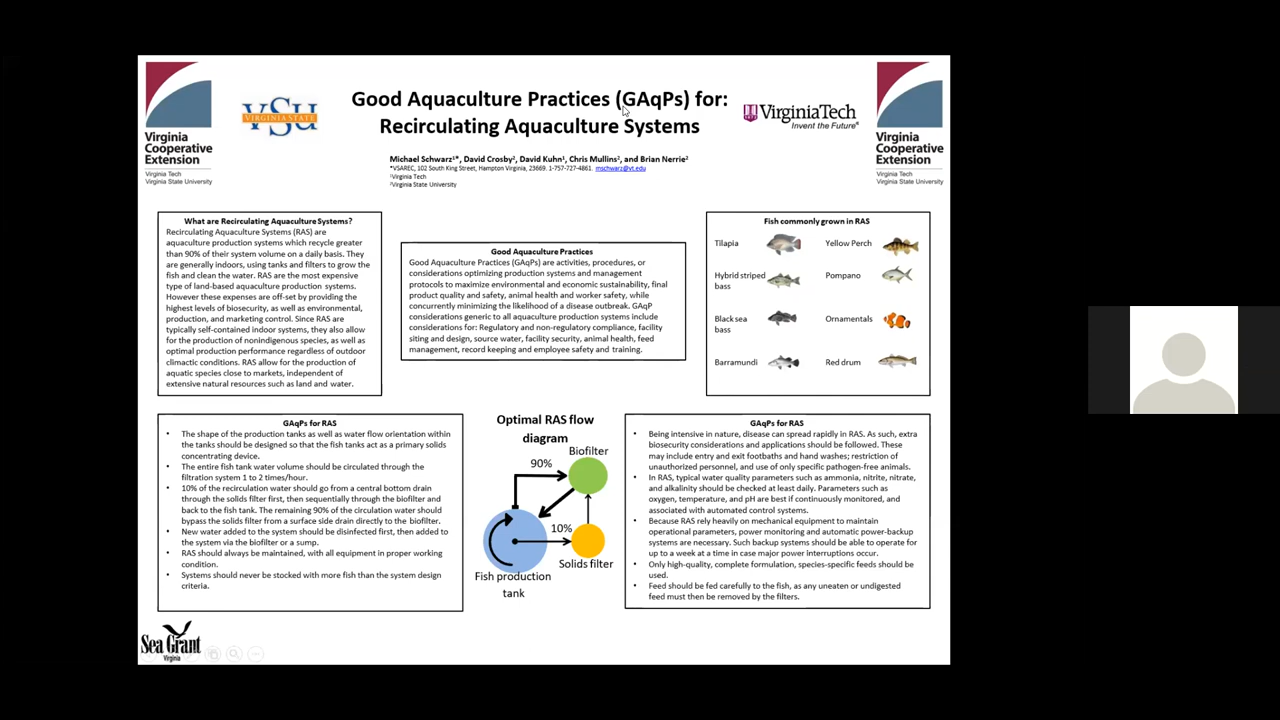 Good Aquaculture Practices (GAqPs) for:
Recirculating Aquaculture Systems
Virginia
Cooperative
Extension
Virginia Tech
Virginia State University
VSU
VIRGINIA STATE
VirginiaTech
Invent the Future®
Virginia
Cooperative
Extension
Virginia Tech
Virginia State University
Michael Schwarz¹*, David Crosby², David Kuhn¹, Chris Mullins², and Brian Nerrie²
*VSAREC, 102 South King Street, Hampton Virginia, 23669. 1-757-727-4861. mschwarz@vt.edu
¹Virginia Tech
²Virginia State University
What are Recirculating Aquaculture Systems?
Recirculating Aquaculture Systems (RAS) are
aquaculture production systems which recycle greater
than 90% of their system volume on a daily basis. They
are generally indoors, using tanks and filters to grow the
fish and clean the water. RAS are the most expensive
type of land-based aquaculture production systems.
However these expenses are off-set by providing the
highest levels of biosecurity, as well as environmental,
production, and marketing control. Since RAS are
typically self-contained indoor systems, they also allow
for the production of nonindigenous species, as well as
optimal production performance regardless of outdoor
climactic conditions. RAS allow for the production of
aquatic species close to markets, independent of
extensive natural resources such as land and water.
Good Aquaculture Practices
Good Aquaculture Practices (GAqPs) are activities, procedures, or
considerations optimizing production systems and management
protocols to maximize environmental and economic sustainability, final
product quality and safety, animal health and worker safety, while
concurrently minimizing the likelihood of a disease outbreak. GAqP
considerations generic to all aquaculture production systems include
considerations for: Regulatory and non-regulatory compliance, facility
siting and design, source water, facility security, animal health, feed
management, record keeping and employee safety and training.
Fish commonly grown in RAS
Tilapia
Yellow Perch
Hybrid striped
bass
Pompano
Black sea
bass
Ornamentals
Barramundi
Red drum
GAqPs for RAS
• The shape of the production tanks as well as water flow orientation within
the tanks should be designed so that the fish tanks act as a primary solids
concentrating device.
• The entire fish tank water volume should be circulated through the
filtration system 1 to 2 times/hour.
• 10% of the recirculation water should go from a central bottom drain
through the solids filter first, then sequentially through the biofilter and
back to the fish tank. The remaining 90% of the circulation water should
bypass the solids filter from a surface side drain directly to the biofilter.
• New water added to the system should be disinfected first, then added to
the system via the biofilter or a sump.
• RAS should always be maintained, with all equipment in proper working
condition.
• Systems should never be stocked with more fish than the system design
criteria.
Optimal RAS flow
diagram
Biofilter
90%
10%
Solids filter
Fish production
tank
GAqPs for RAS
• Being intensive in nature, disease can spread rapidly in RAS. As such, extra
biosecurity considerations and applications should be followed. These
may include entry and exit footbaths and hand washes; restriction of
unauthorized personnel, and use of only specific pathogen-free animals.
• In RAS, typical water quality parameters such as ammonia, nitrite, nitrate,
and alkalinity should be checked at least daily. Parameters such as
oxygen, temperature, and pH are best if continuously monitored, and
associated with automated control systems.
• Because RAS rely heavily on mechanical equipment to maintain
operational parameters, power monitoring and automatic power-backup
systems are necessary. Such backup systems should be able to operate for
up to a week at a time in case major power interruptions occur.
• Only high-quality, complete formulation, species-specific feeds should be
used.
• Feed should be fed carefully to the fish, as any uneaten or undigested
feed must then be removed by the filters.
Sea Grant
Virginia